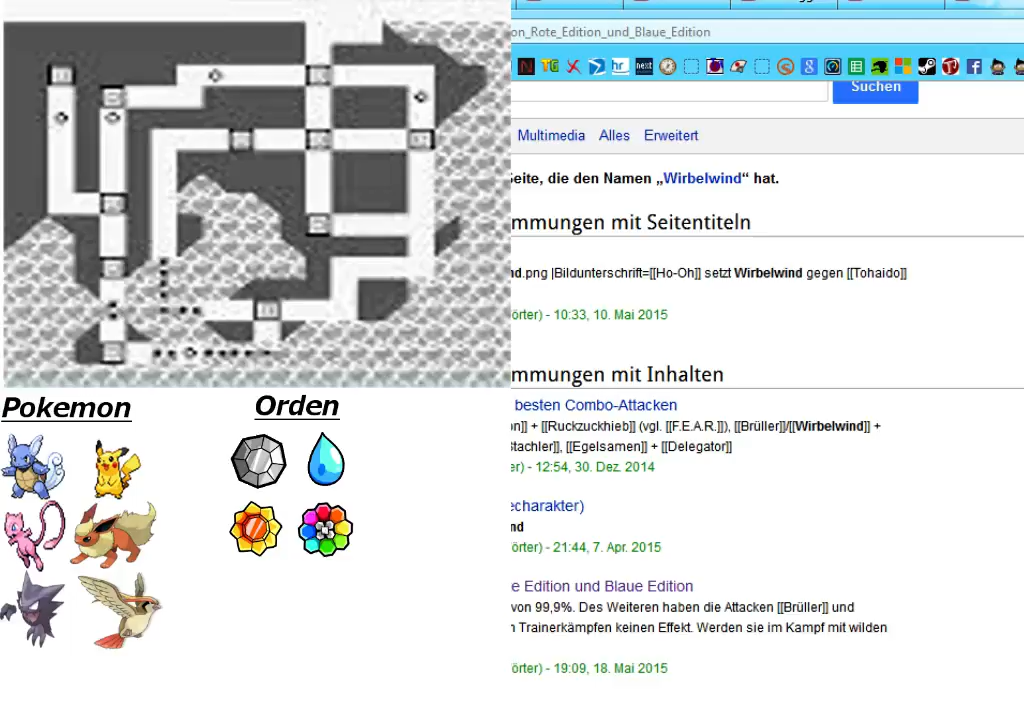 Pokemon
Orden
on_Rote_Edition_und_Blaue_Edition
TG
hr
next
Suchen
Multimedia Alles Erweitert
Seite, die den Namen „Wirbelwind“ hat.
mmungen mit Seitentiteln
nd.png |Bildunterschrift=[[Ho-Oh]] setzt Wirbelwind gegen [[Tohaido]]
örter) - 10:33, 10. Mai 2015
mmungen mit Inhalten
besten Combo-Attacken
on]] + [[Ruckzuckhieb]] (vgl. [[F.E.A.R.]]), [[Brüller]]/[[Wirbelwind]] +
Stachler]], [[Egelsamen]] + [[Delegator]]
er) - 12:54, 30. Dez. 2014
echarakter)
nd
örter) - 21:44, 7. Apr. 2015
e Edition und Blaue Edition
von 99,9%. Des Weiteren haben die Attacken [[Brüller]] und
n Trainerkämpfen keinen Effekt. Werden sie im Kampf mit wilden
örter) - 19:09, 18. Mai 2015